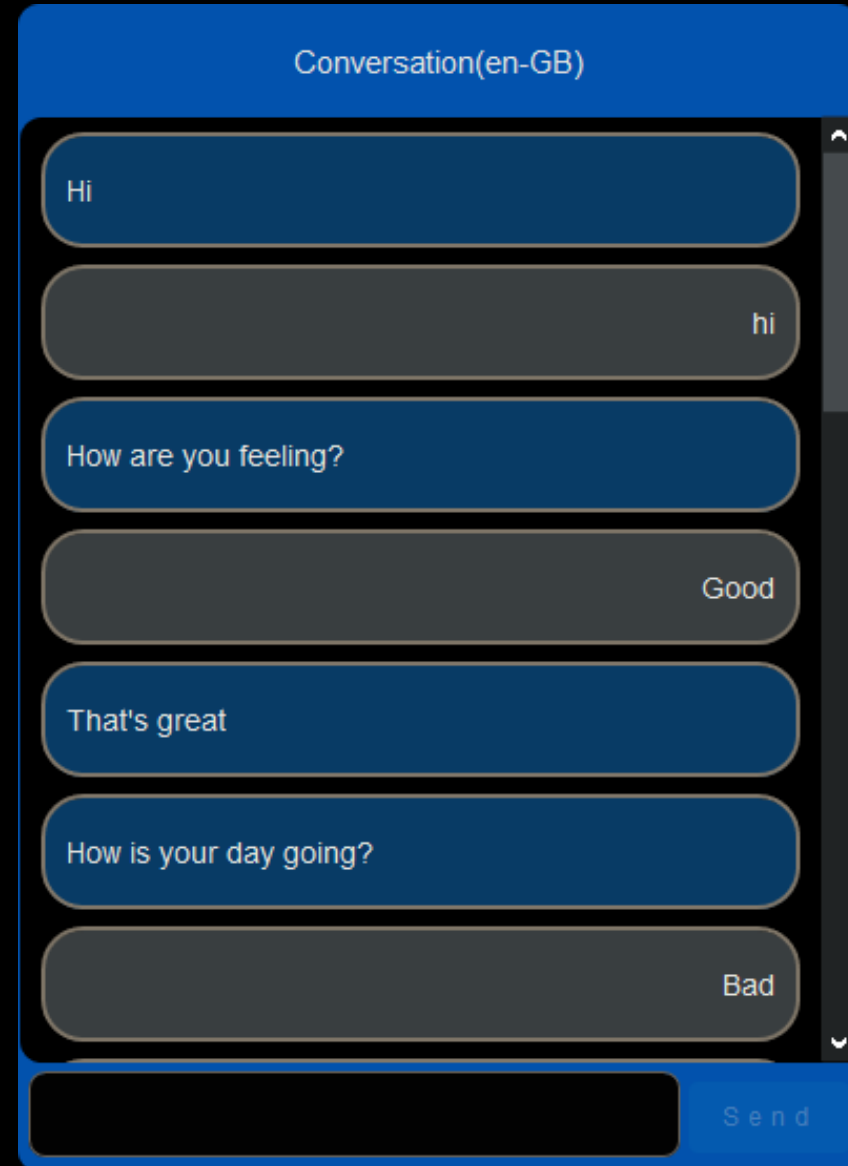 Conversation(en-GB)
Hi
hi
How are you feeling?
Good
That's great
How is your day going?
Bad
Send